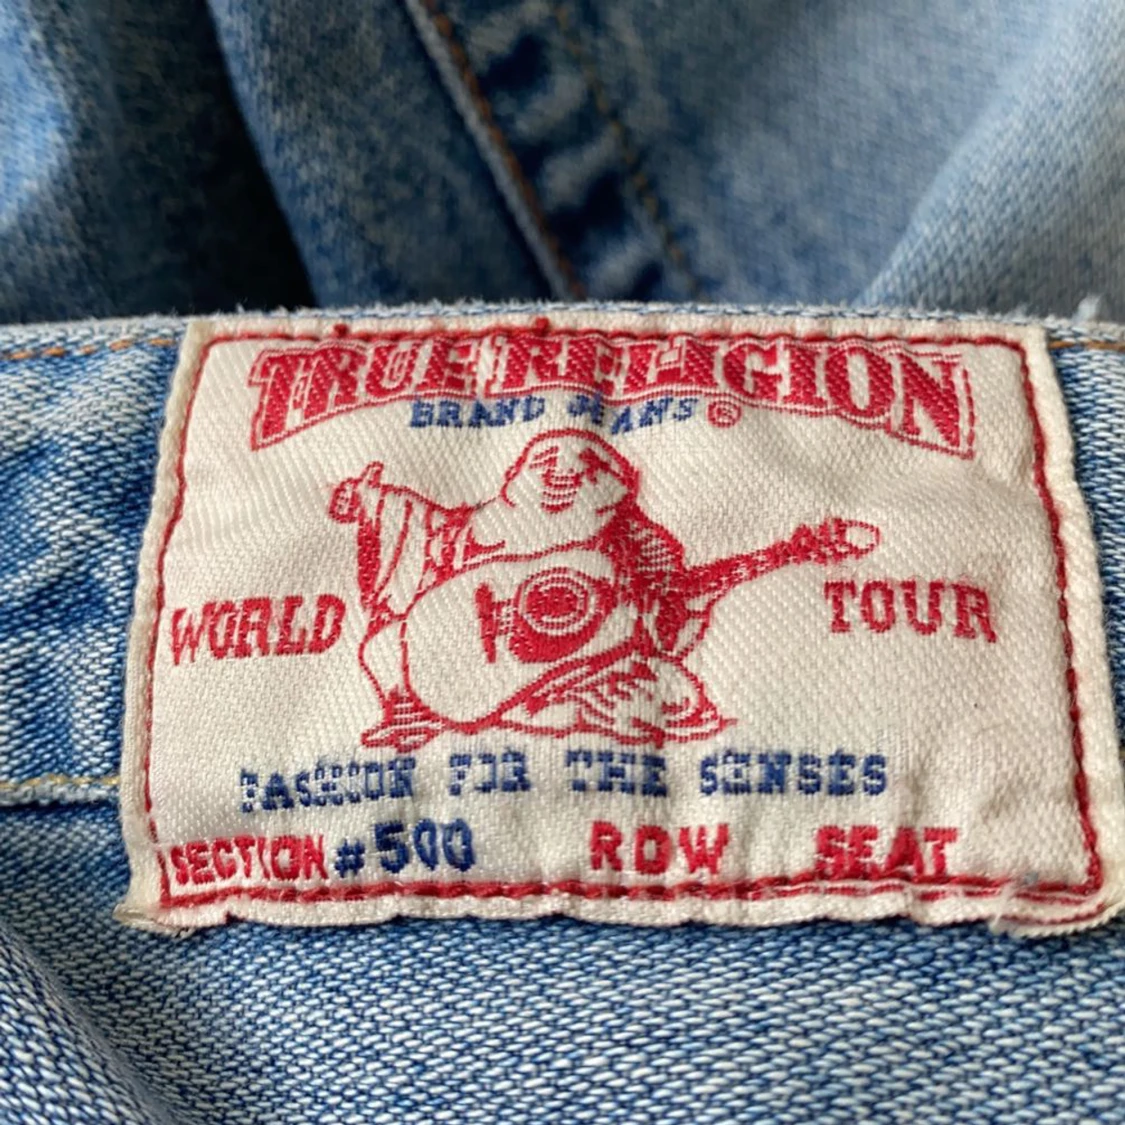 TRUE RELIGION
BRAND JEANS®
WORLD TOUR
FASHION FOR THE SENSES
SECTION #500 ROW SEAT